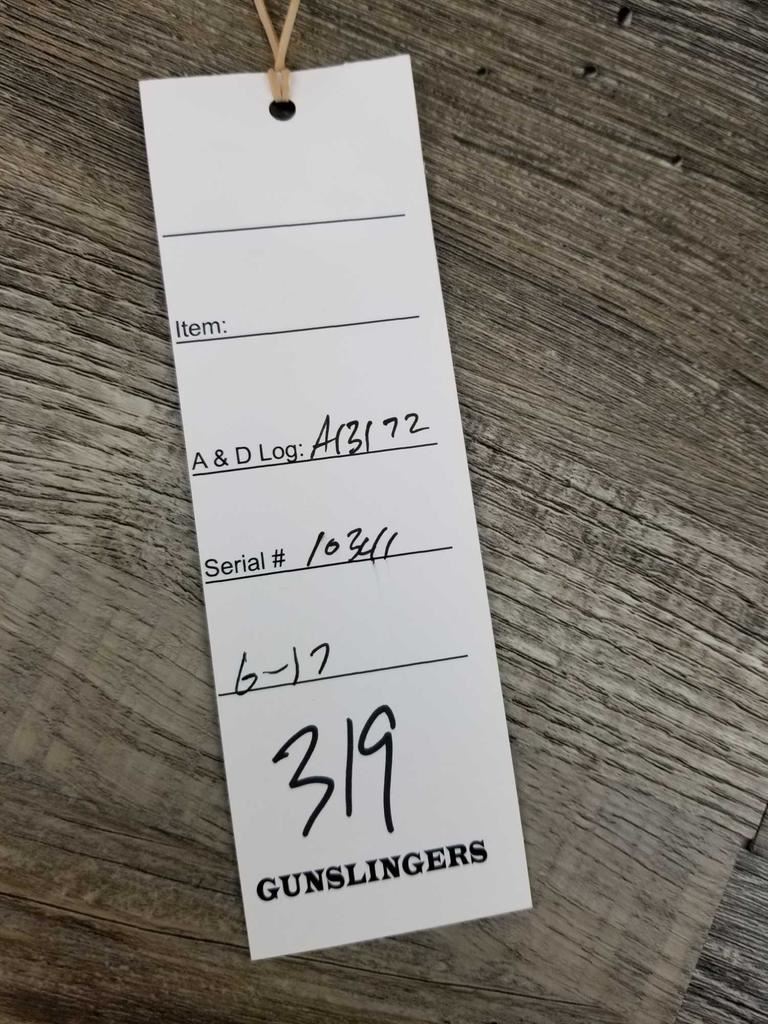 Item:
A & D Log: A13172
Serial # 10341
6-17
319
GUNSLINGERS